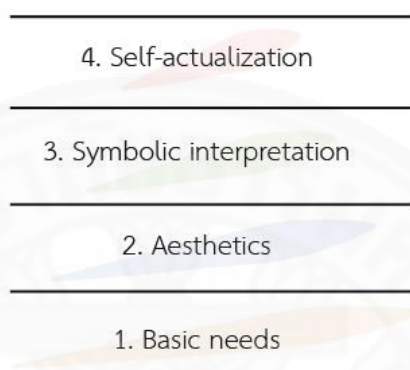 4. Self-actualization
3. Symbolic interpretation
2. Aesthetics
1. Basic needs